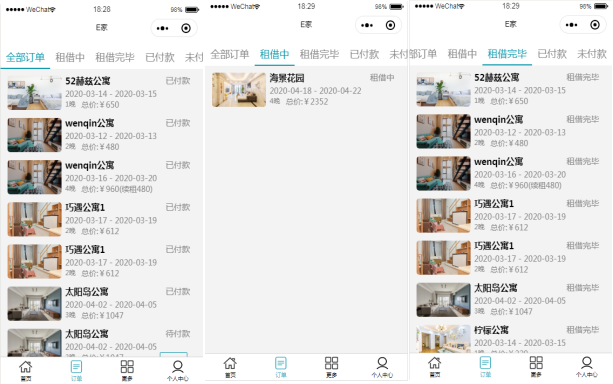 WeChat
18:28
98%
E家
全部订单 租借中 租借完毕 已付款 未付
52赫兹公寓 已付款
2020-03-14 - 2020-03-15
1晚 总价:￥650
wenqin公寓 已付款
2020-03-12 - 2020-03-13
2晚 总价:￥480
wenqin公寓 已付款
2020-03-16 - 2020-03-20
4晚 总价:￥960(续租480)
巧遇公寓1 已付款
2020-03-17 - 2020-03-19
2晚 总价:￥612
巧遇公寓1 已付款
2020-03-17 - 2020-03-19
2晚 总价:￥612
太阳岛公寓 已付款
2020-04-02 - 2020-04-05
3晚 总价:￥1047
太阳岛公寓 待付款
2020-04-02 - 2020-04-05
总价:￥1047
首页 订单 更多 个人中心
WeChat
18:29
98%
E家
全部订单 租借中 租借完毕 已付款 未付
海景花园 租借中
2020-04-18 - 2020-04-22
4晚 总价:￥2352
首页 订单 更多 个人中心
WeChat
18:29
98%
E家
订单 租借中 租借完毕 已付款 未付款
52赫兹公寓 租借完毕
2020-03-14 - 2020-03-15
1晚 总价:￥650
wenqin公寓 租借完毕
2020-03-12 - 2020-03-13
2晚 总价:￥480
wenqin公寓 租借完毕
2020-03-16 - 2020-03-20
4晚 总价:￥960(续租480)
巧遇公寓1 租借完毕
2020-03-17 - 2020-03-19
2晚 总价:￥612
巧遇公寓1 租借完毕
2020-03-17 - 2020-03-19
2晚 总价:￥612
太阳岛公寓 租借完毕
2020-04-02 - 2020-04-05
3晚 总价:￥1047
柠檬公寓 租借完毕
2020-03-14 - 2020-03-15
首页 订单 更多 个人中心